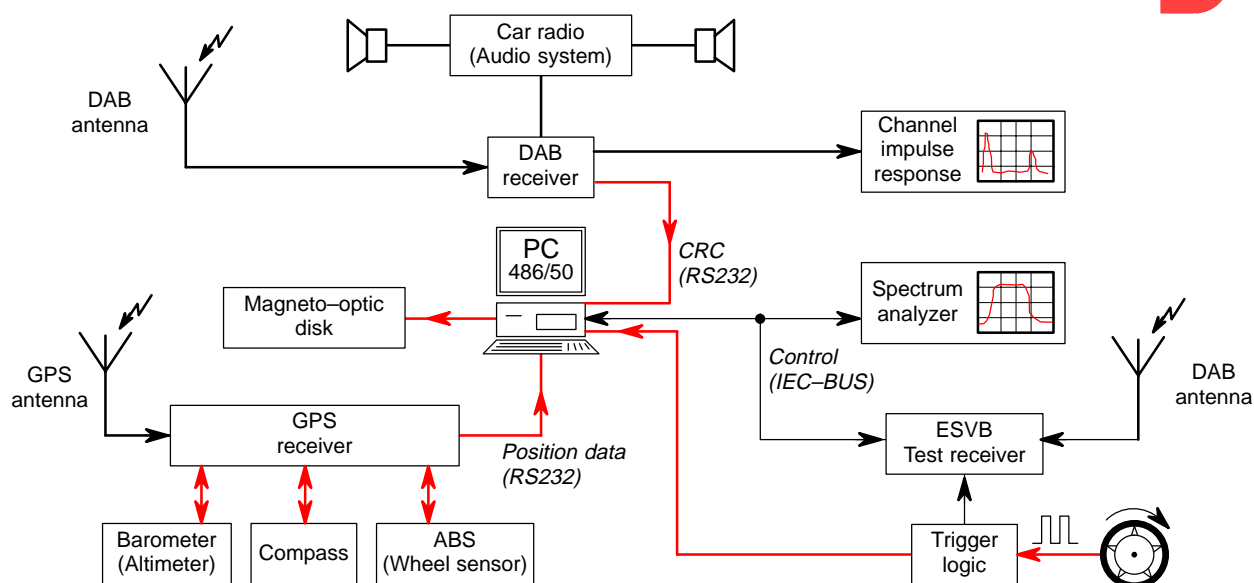 Car radio
(Audio system)
DAB
antenna
DAB
receiver
Channel
impulse
response
PC
486/50
CRC
(RS232)
Magneto–optic
disk
Spectrum
analyzer
Control
(IEC–BUS)
GPS
antenna
DAB
antenna
GPS
receiver
Position data
(RS232)
ESVB
Test receiver
Barometer
(Altimeter)
Compass
ABS
(Wheel sensor)
Trigger
logic